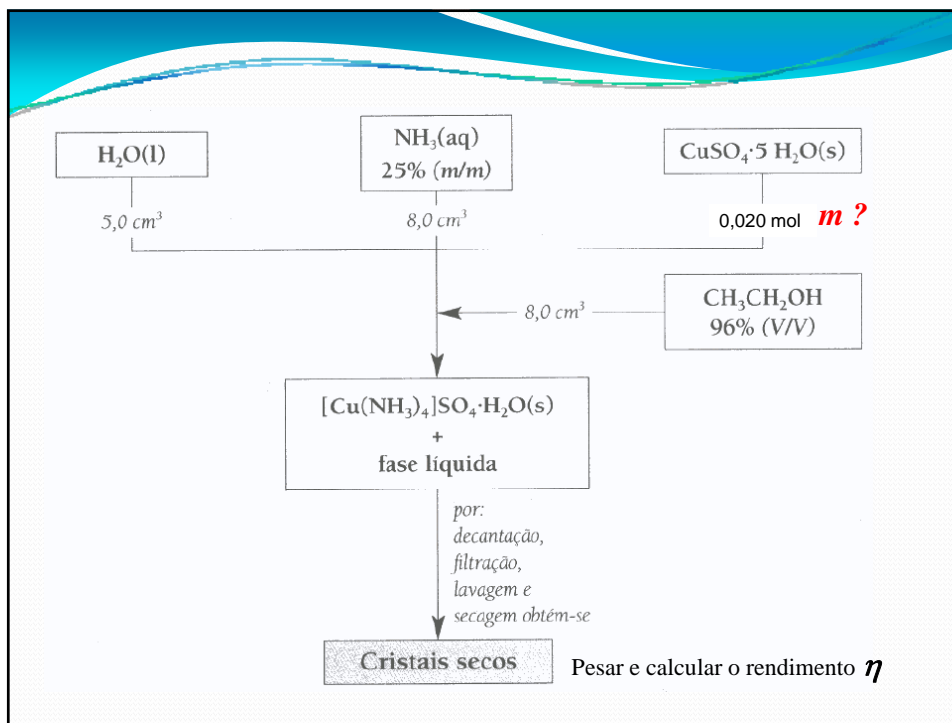 H₂O(l)
NH₃(aq)
25% (m/m)
CuSO₄·5 H₂O(s)
5,0 cm³
8,0 cm³
0,020 mol m ?
8,0 cm³
CH₃CH₂OH
96% (V/V)
[Cu(NH₃)₄]SO₄·H₂O(s)
+
fase líquida
por:
decantação,
filtração,
lavagem e
secagem obtém-se
Cristais secos
Pesar e calcular o rendimento η